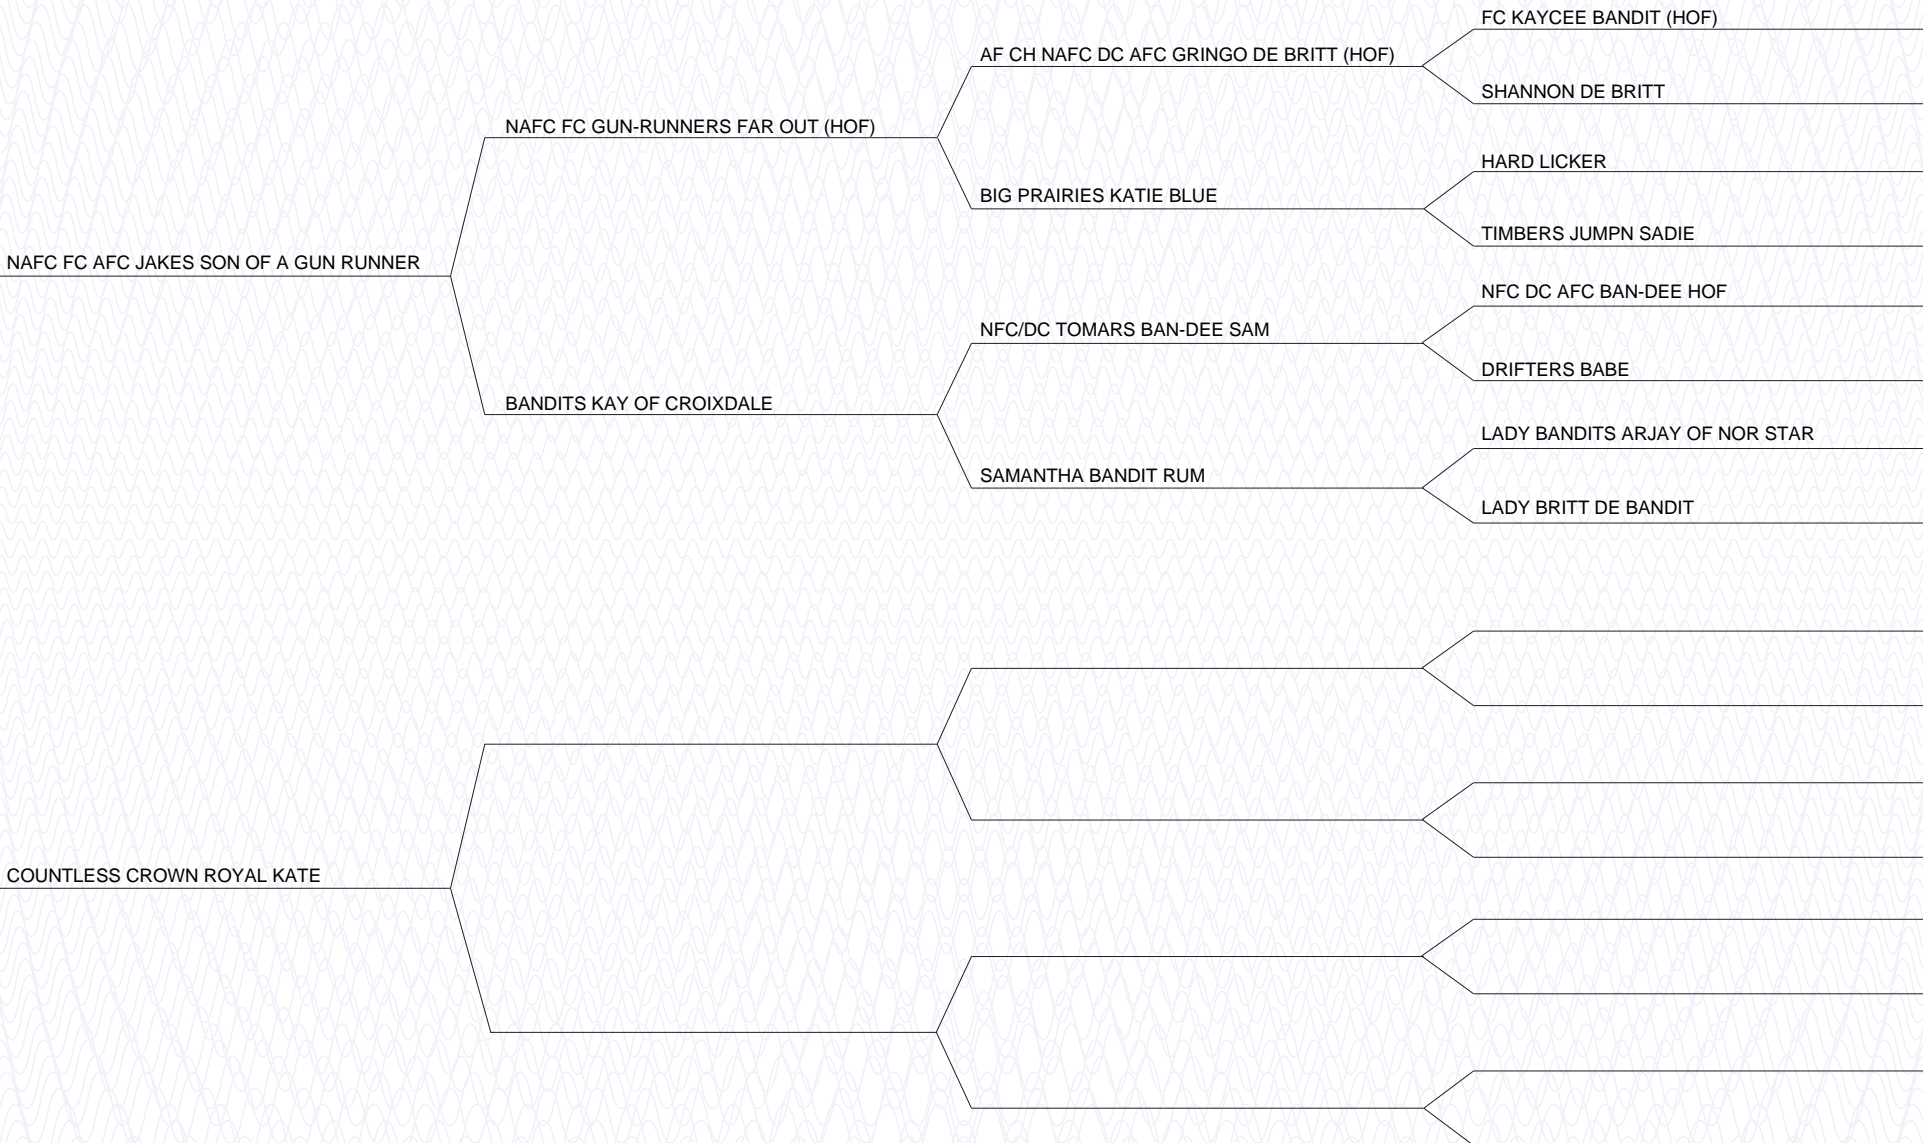 FC KAYCEE BANDIT (HOF)
AF CH NAFC DC AFC GRINGO DE BRITT (HOF)
SHANNON DE BRITT
NAFC FC GUN-RUNNERS FAR OUT (HOF)
HARD LICKER
BIG PRAIRIES KATIE BLUE
TIMBERS JUMPN SADIE
NAFC FC AFC JAKES SON OF A GUN RUNNER
NFC DC AFC BAN-DEE HOF
NFC/DC TOMARS BAN-DEE SAM
DRIFTERS BABE
BANDITS KAY OF CROIXDALE
LADY BANDITS ARJAY OF NOR STAR
SAMANTHA BANDIT RUM
LADY BRITT DE BANDIT
COUNTLESS CROWN ROYAL KATE